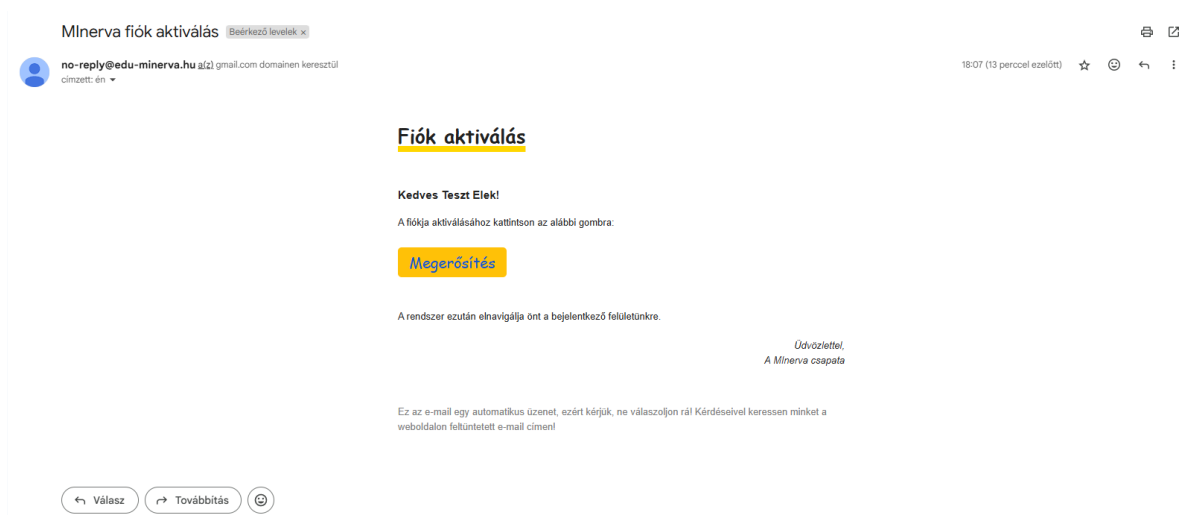 MInerva fiók aktiválás Beérkező levelek ×
no-reply@edu-minerva.hu a(z) gmail.com domainen keresztül
18:07 (13 perccel ezelőtt)
címzett: én
Fiók aktiválás
Kedves Teszt Elek!
A fiókja aktiválásához kattintson az alábbi gombra:
Megerősítés
A rendszer ezután elnavigálja önt a bejelentkező felületünkre.
Üdvözlettel,
A MInerva csapata
Ez az e-mail egy automatikus üzenet, ezért kérjük, ne válaszoljon rá! Kérdéseivel keressen minket a
weboldalon feltüntetett e-mail címen!
Válasz
Továbbítás